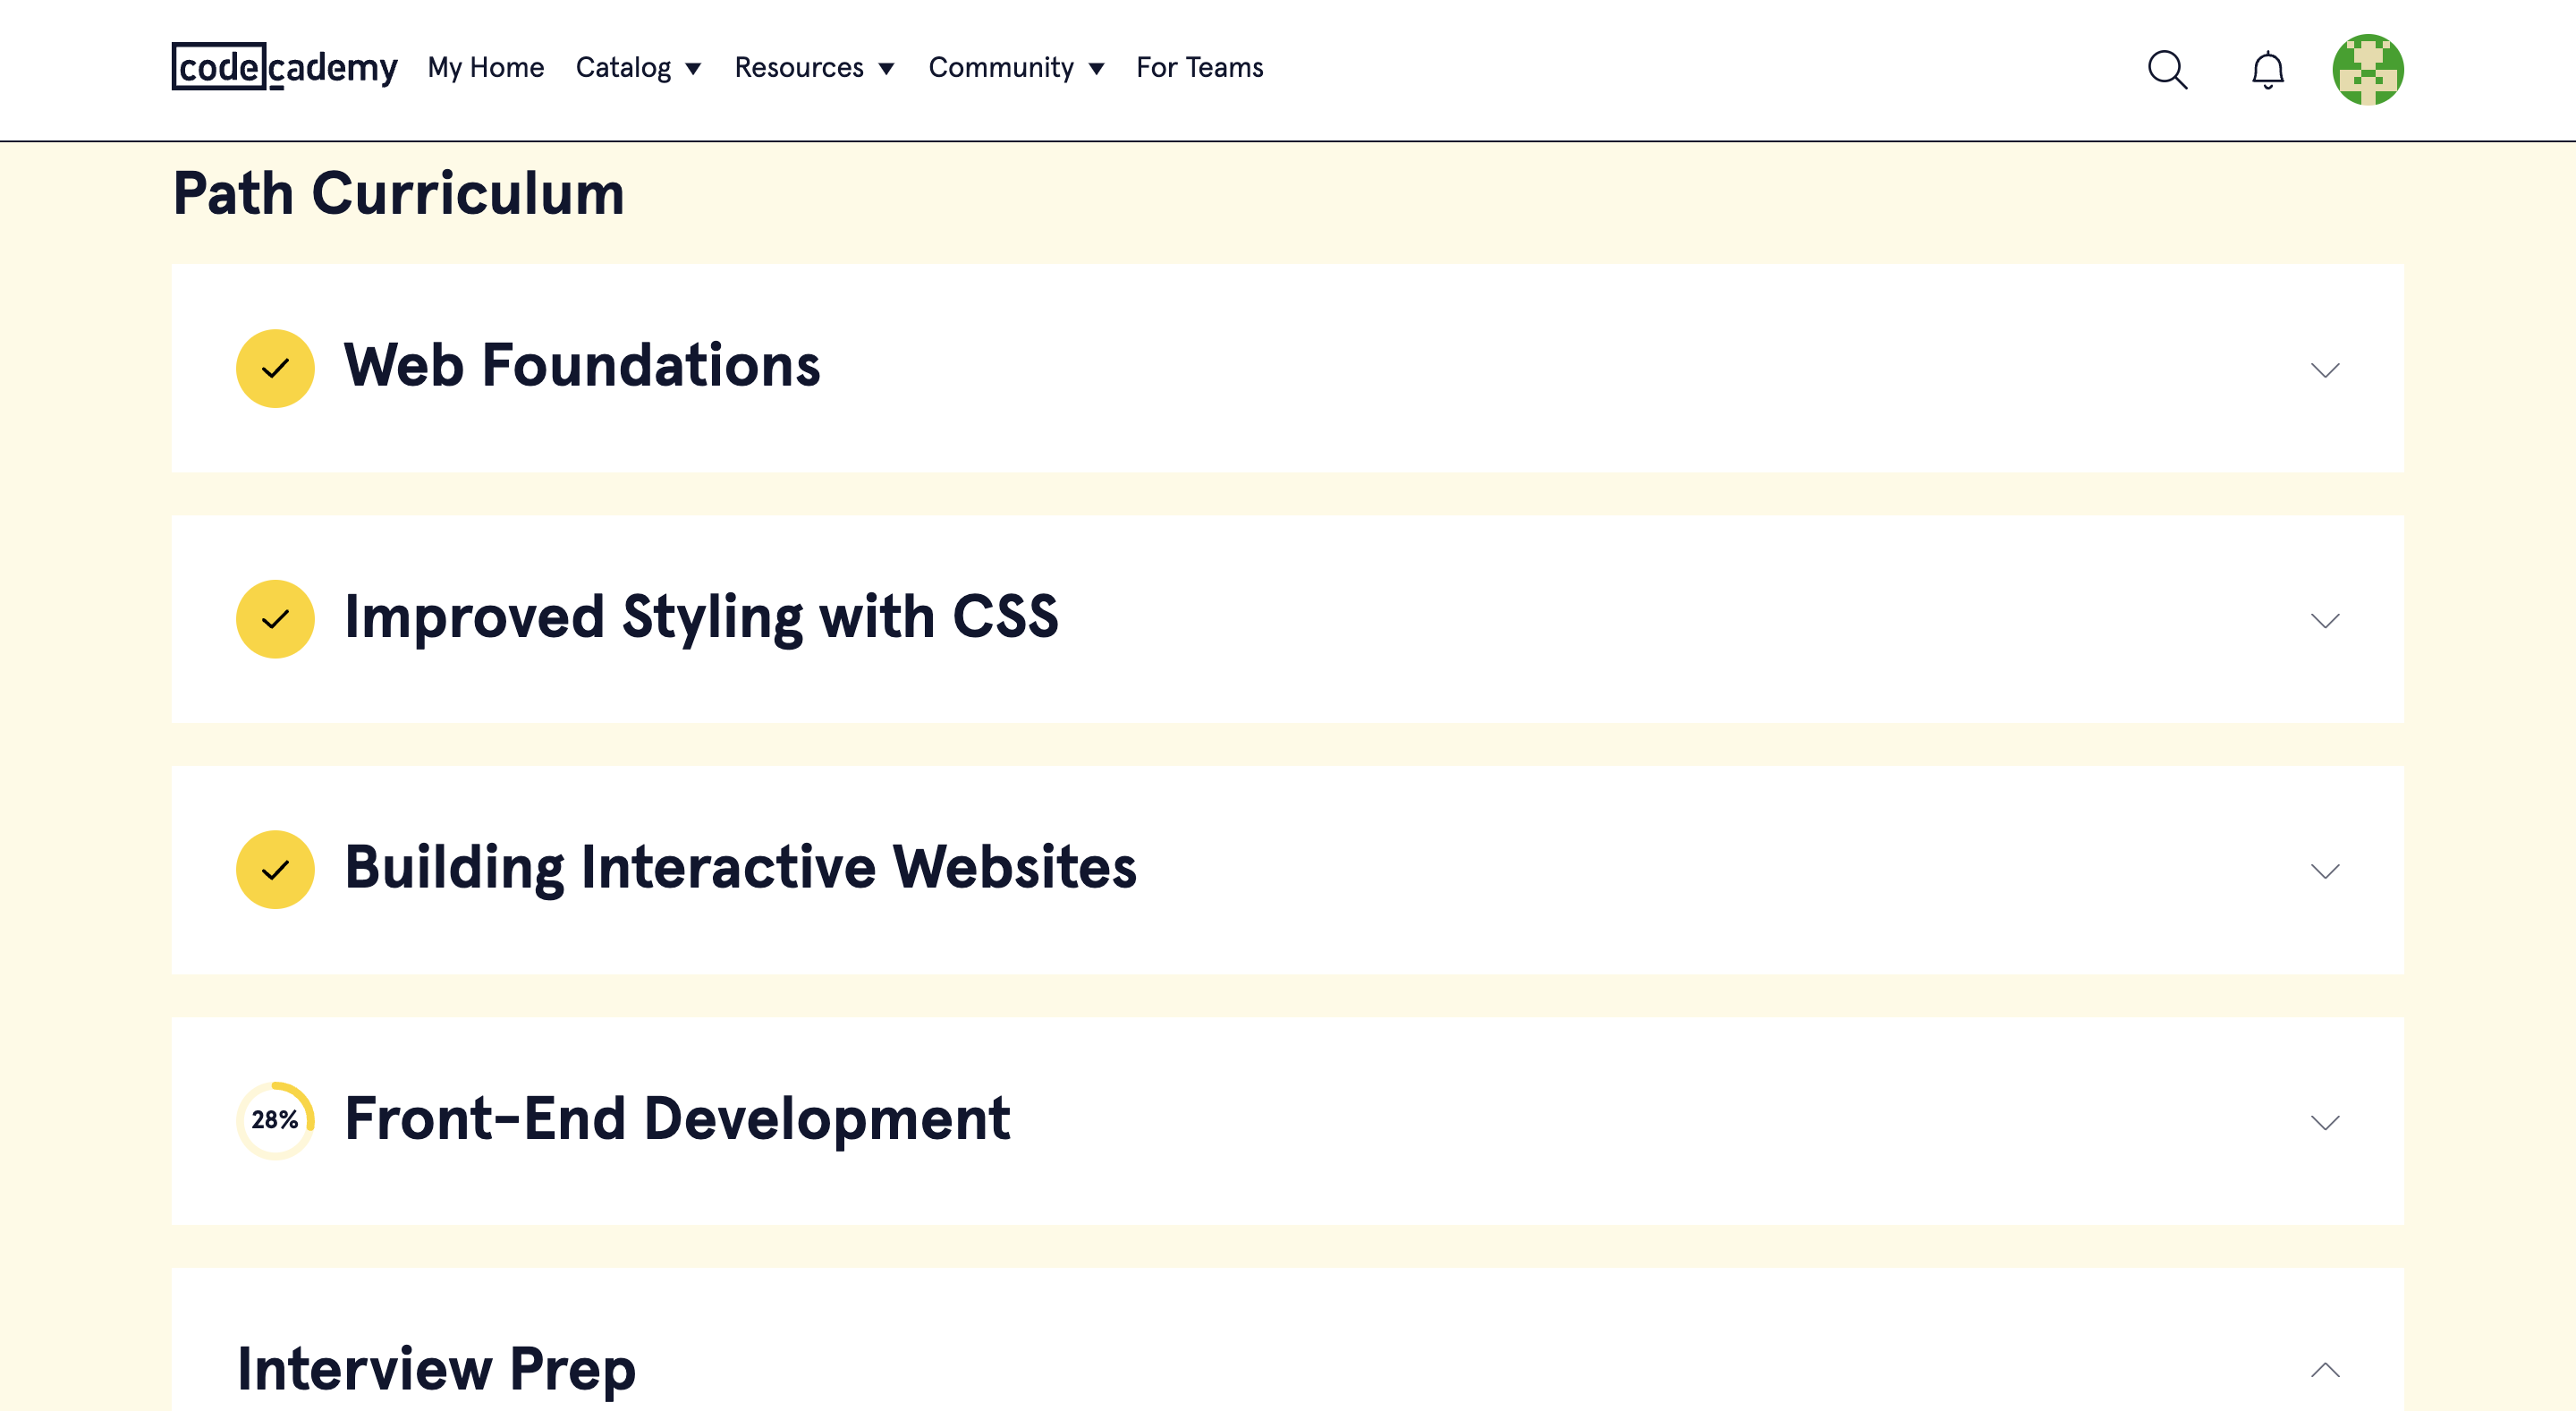 codecademy My Home Catalog Resources Community For Teams
Path Curriculum
Web Foundations
Improved Styling with CSS
Building Interactive Websites
28% Front-End Development
Interview Prep